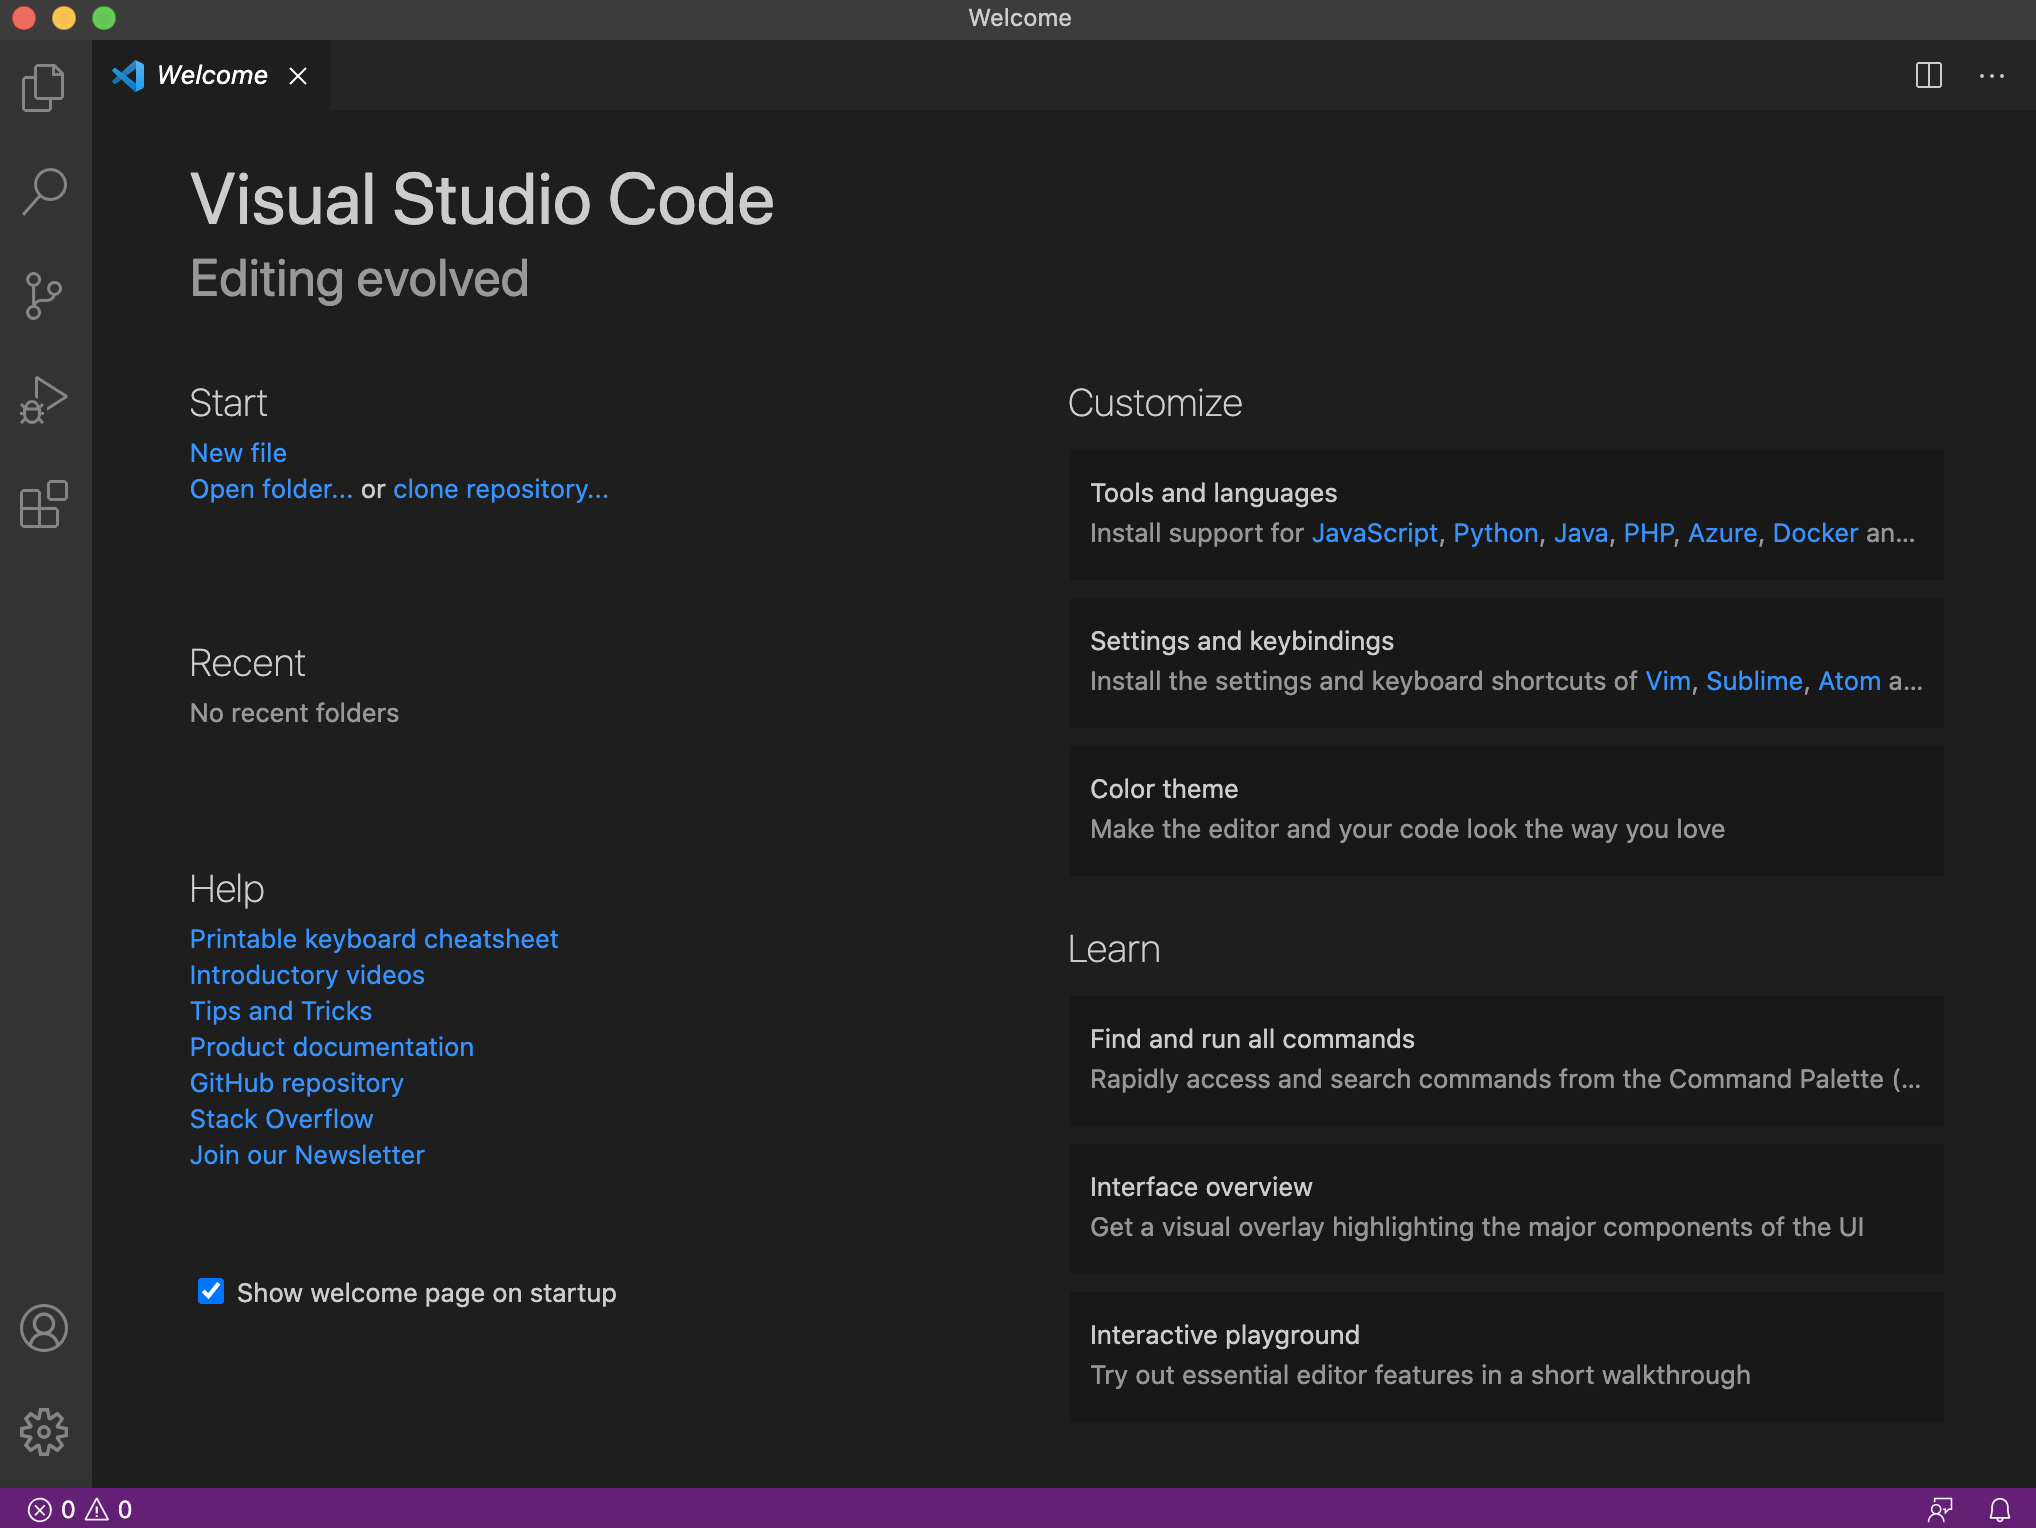 Welcome
Welcome
Visual Studio Code
Editing evolved
Start
New file
Open folder... or clone repository...
Recent
No recent folders
Help
Printable keyboard cheatsheet
Introductory videos
Tips and Tricks
Product documentation
GitHub repository
Stack Overflow
Join our Newsletter
Show welcome page on startup
Customize
Tools and languages
Install support for JavaScript, Python, Java, PHP, Azure, Docker an...
Settings and keybindings
Install the settings and keyboard shortcuts of Vim, Sublime, Atom a...
Color theme
Make the editor and your code look the way you love
Learn
Find and run all commands
Rapidly access and search commands from the Command Palette (...
Interface overview
Get a visual overlay highlighting the major components of the UI
Interactive playground
Try out essential editor features in a short walkthrough
0 0